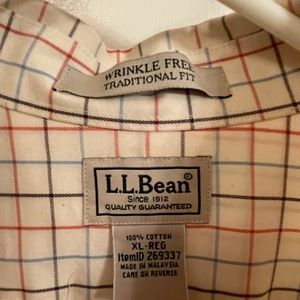 WRINKLE FREE
TRADITIONAL FIT
L.L.Bean®
Since 1912
QUALITY GUARANTEED
100% COTTON
XL-REG
ItemID 269337
MADE IN MALAYSIA
CARE ON REVERSE